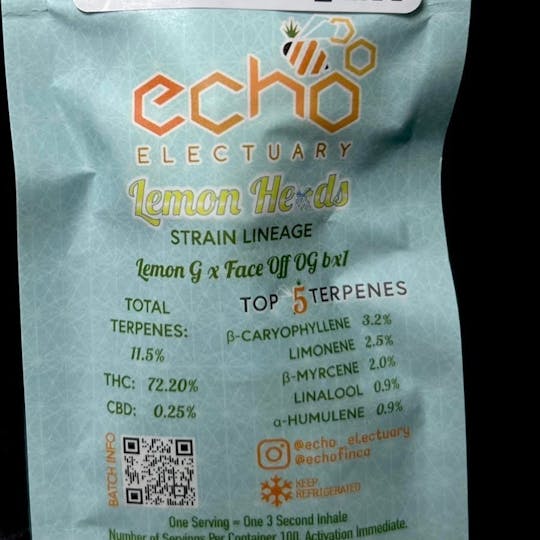 echo
ELECTUARY
Lemon Heads
STRAIN LINEAGE
Lemon G x Face Off OG bx1
TOTAL
TERPENES:
11.5%
THC: 72.20%
CBD: 0.25%
TOP 5 TERPENES
β-CARYOPHYLLENE 3.2%
LIMONENE 2.5%
β-MYRCENE 2.0%
LINALOOL 0.9%
α-HUMULENE 0.9%
BATCH INFO
@echo_electuary
@echofinca
KEEP
REFRIGERATED
One Serving = One 3 Second Inhale
Number of Servings Per Container 100. Activation Immediate.